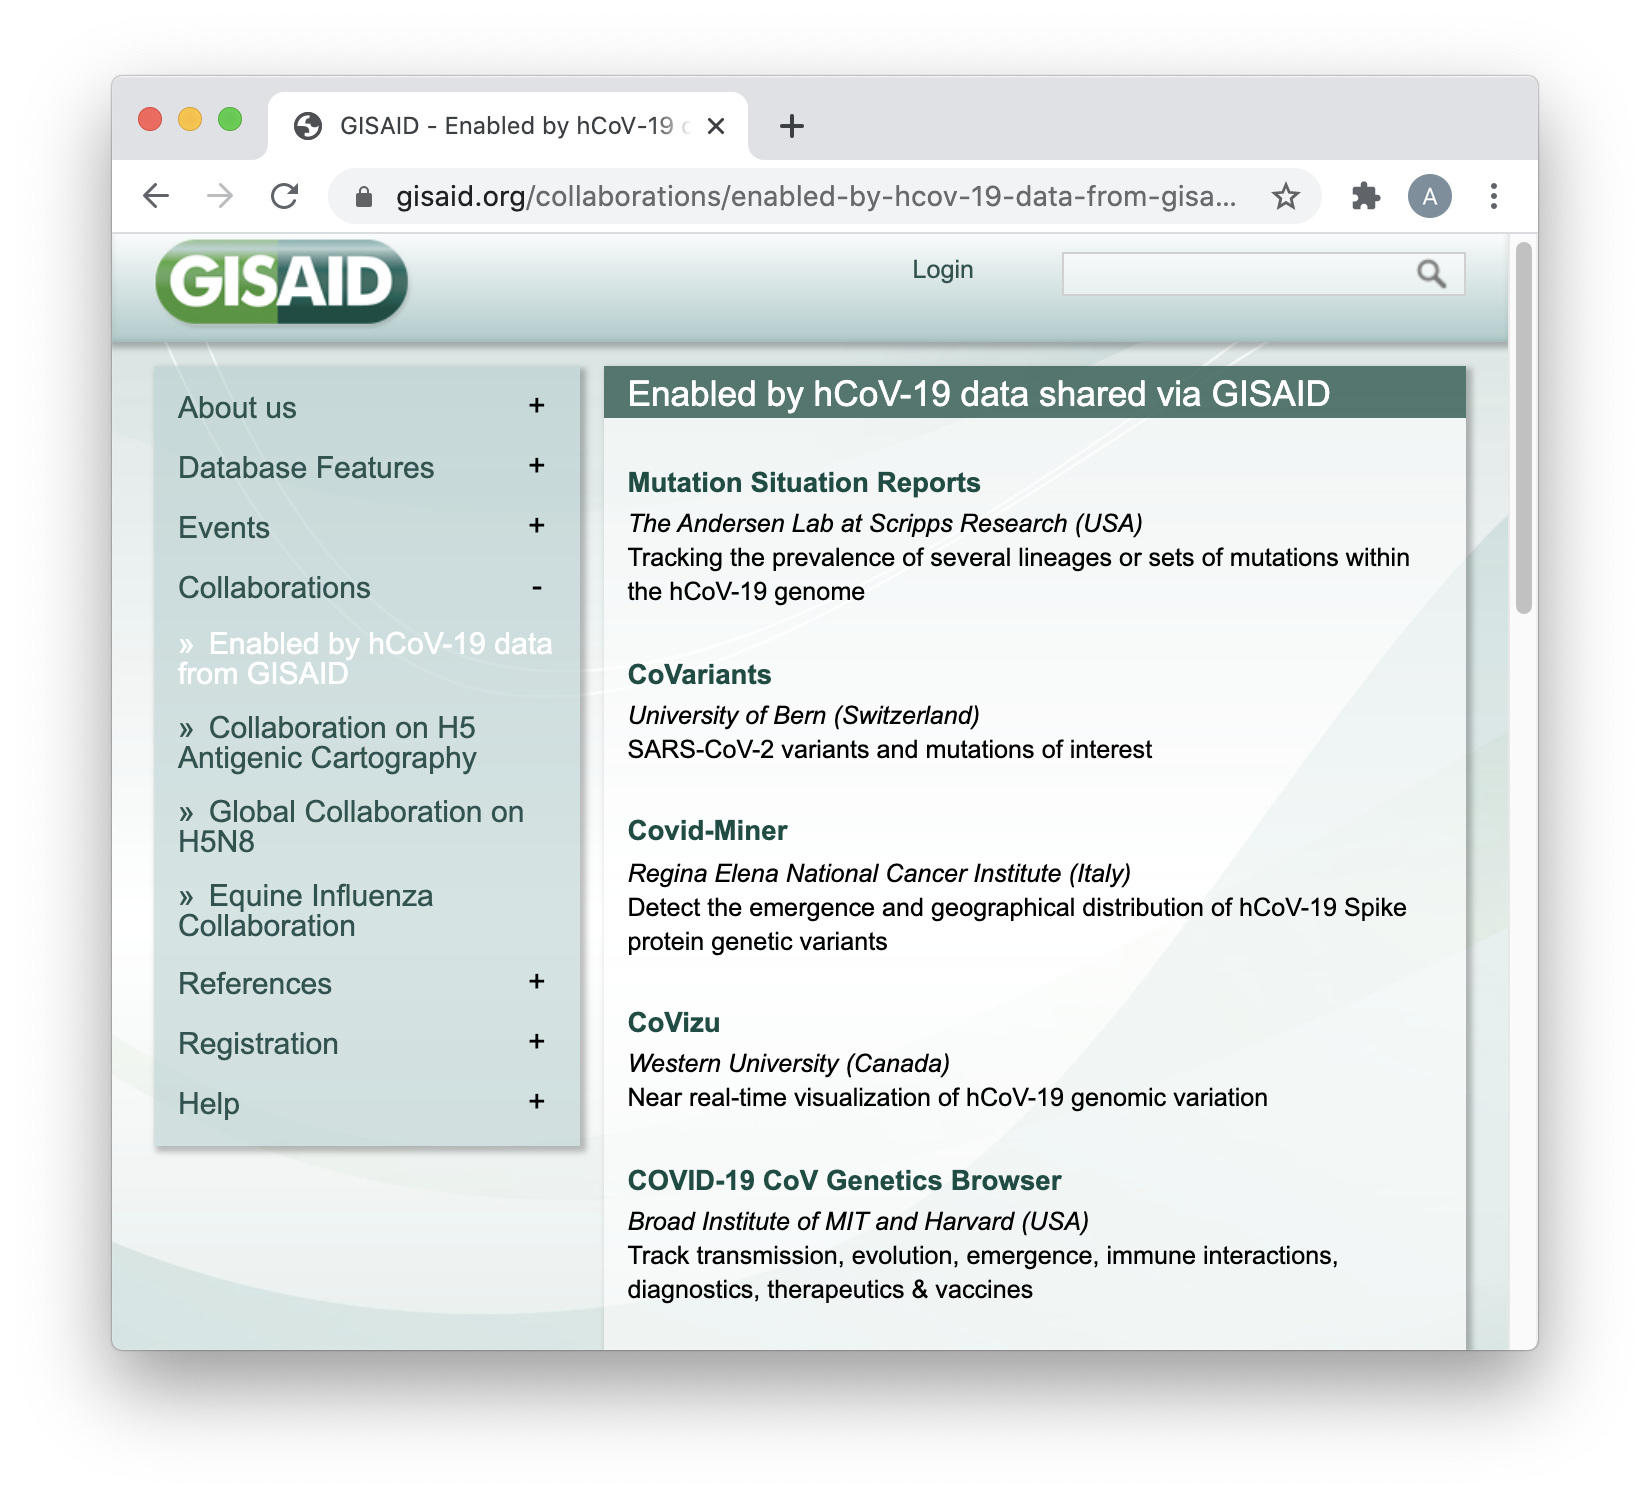 GISAID - Enabled by hCoV-19
gisaid.org/collaborations/enabled-by-hcov-19-data-from-gisa...
A
GISAID
Login
About us +
Database Features +
Events +
Collaborations -
» Enabled by hCoV-19 data
from GISAID
» Collaboration on H5
Antigenic Cartography
» Global Collaboration on
H5N8
» Equine Influenza
Collaboration
References +
Registration +
Help +
Enabled by hCoV-19 data shared via GISAID
Mutation Situation Reports
The Andersen Lab at Scripps Research (USA)
Tracking the prevalence of several lineages or sets of mutations within
the hCoV-19 genome
CoVariants
University of Bern (Switzerland)
SARS-CoV-2 variants and mutations of interest
Covid-Miner
Regina Elena National Cancer Institute (Italy)
Detect the emergence and geographical distribution of hCoV-19 Spike
protein genetic variants
CoVizu
Western University (Canada)
Near real-time visualization of hCoV-19 genomic variation
COVID-19 CoV Genetics Browser
Broad Institute of MIT and Harvard (USA)
Track transmission, evolution, emergence, immune interactions,
diagnostics, therapeutics & vaccines